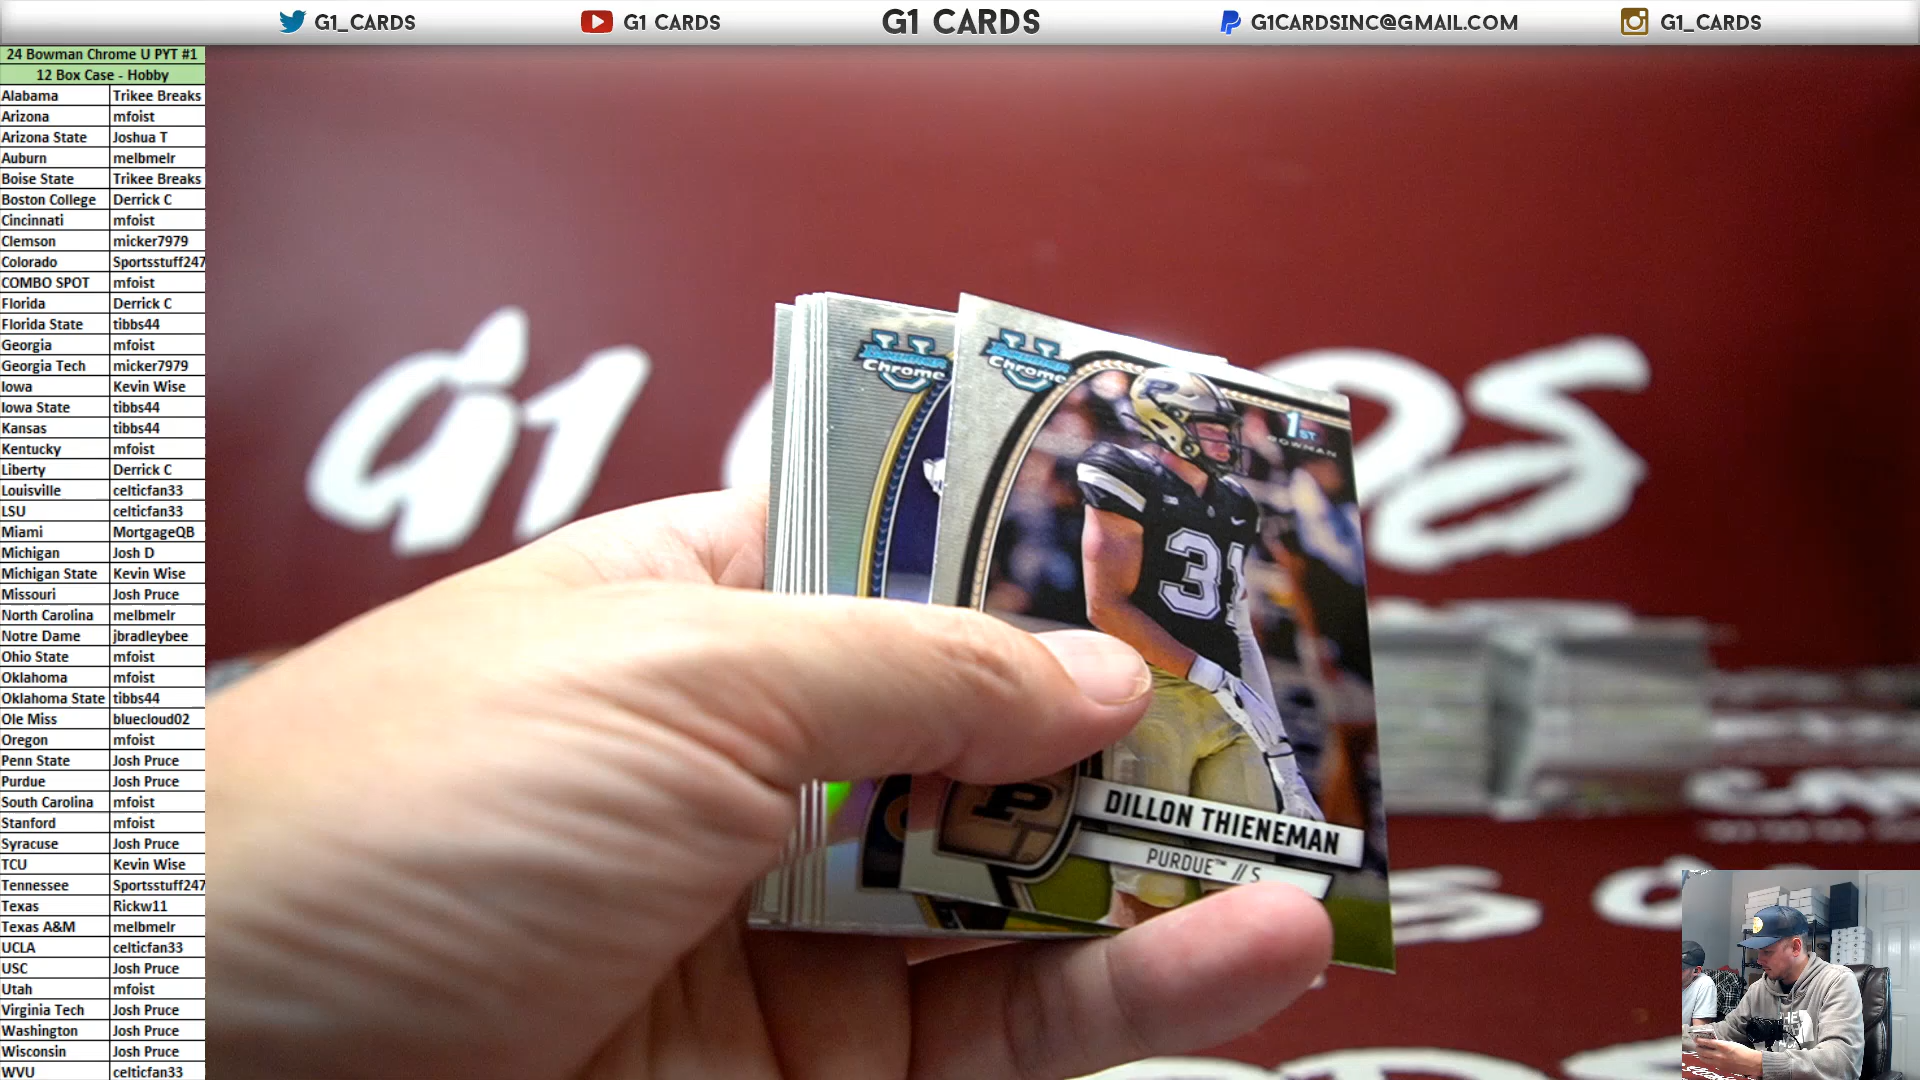 G1_CARDS
G1 CARDS
G1 CARDS
G1CARDSINC@GMAIL.COM
G1_CARDS
24 Bowman Chrome U PYT #1
12 Box Case - Hobby
Alabama Trikee Breaks
Arizona mfoist
Arizona State Joshua T
Auburn melbmelr
Boise State Trikee Breaks
Boston College Derrick C
Cincinnati mfoist
Clemson micker7979
Colorado Sportsstuff247
COMBO SPOT mfoist
Florida Derrick C
Florida State tibbs44
Georgia mfoist
Georgia Tech micker7979
Iowa Kevin Wise
Iowa State tibbs44
Kansas tibbs44
Kentucky mfoist
Liberty Derrick C
Louisville celticfan33
LSU celticfan33
Miami MortgageQB
Michigan Josh D
Michigan State Kevin Wise
Missouri Josh Pruce
North Carolina melbmelr
Notre Dame jbradleybee
Ohio State mfoist
Oklahoma mfoist
Oklahoma State tibbs44
Ole Miss bluecloud02
Oregon mfoist
Penn State Josh Pruce
Purdue Josh Pruce
South Carolina mfoist
Stanford mfoist
Syracuse Josh Pruce
TCU Kevin Wise
Tennessee Sportsstuff247
Texas Rickw11
Texas A&M melbmelr
UCLA celticfan33
USC Josh Pruce
Utah mfoist
Virginia Tech Josh Pruce
Washington Josh Pruce
Wisconsin Josh Pruce
WVU celticfan33
G1
U
Bowman
Chrome
U
Bowman
Chrome
1ST
BOWMAN
31
P
DILLON THIENEMAN
PURDUE™ // S